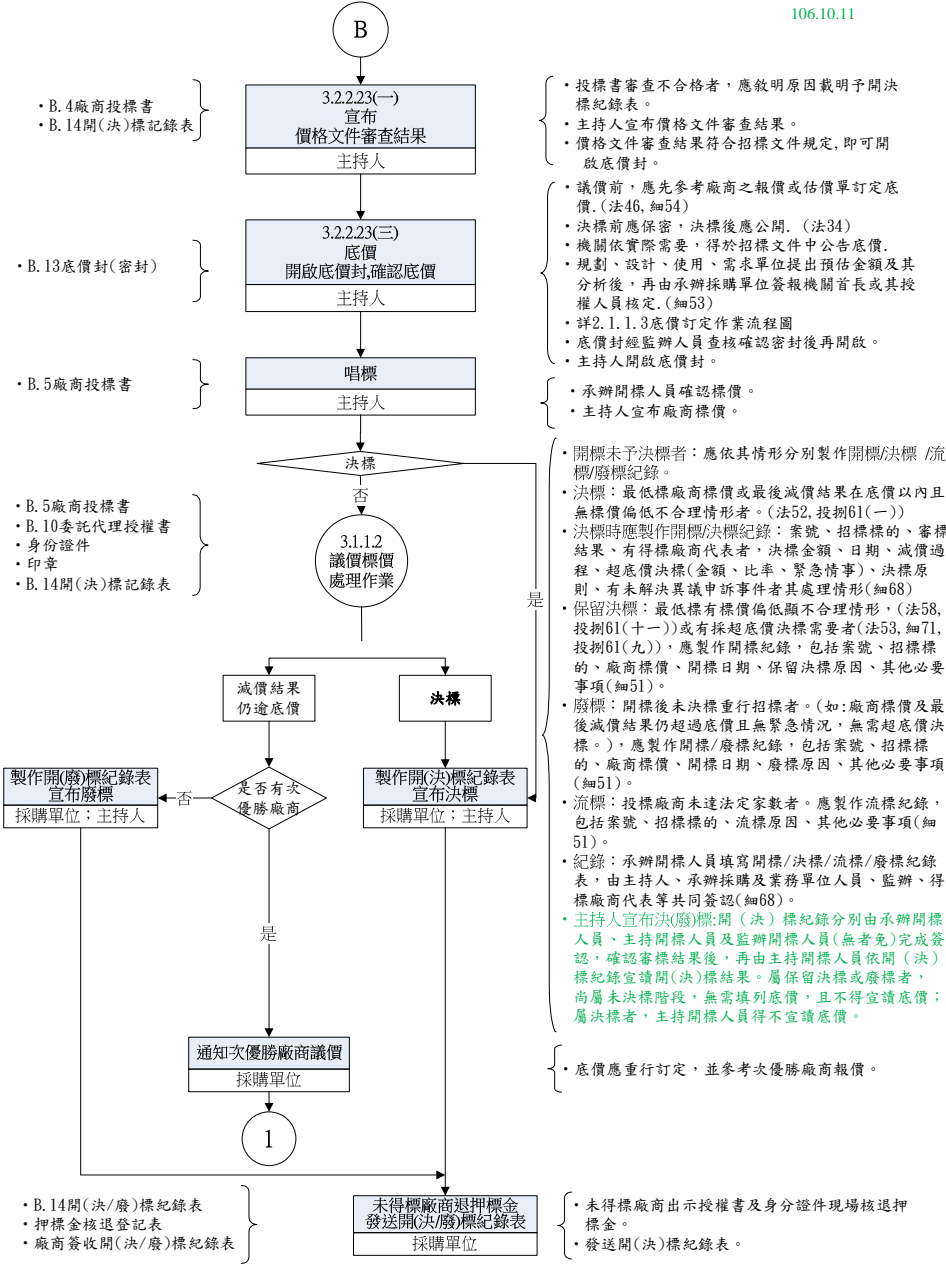 106.10.11
B
・B.4廠商投標書
・B.14開(決)標記錄表
3.2.2.23(一)
宣布
價格文件審查結果
主持人
・投標書審查不合格者，應敘明原因載明予開決
標紀錄表。
・主持人宣布價格文件審查結果。
・價格文件審查結果符合招標文件規定,即可開
啟底價封。
・B.13底價封(密封)
3.2.2.23(三)
底價
開啟底價封,確認底價
主持人
・議價前，應先參考廠商之報價或估價單訂定底
價.(法46,細54)
・決標前應保密，決標後應公開. (法34)
・機關依實際需要，得於招標文件中公告底價.
・規劃、設計、使用、需求單位提出預估金額及其
分析後，再由承辦採購單位簽報機關首長或其授
權人員核定.(細53)
・詳2.1.1.3底價訂定作業流程圖
・底價封經監辦人員查核確認密封後再開啟。
・主持人開啟底價封。
・B.5廠商投標書
唱標
主持人
・承辦開標人員確認標價。
・主持人宣布廠商標價。
決標
否
是
・B.5廠商投標書
・B.10委託代理授權書
・身份證件
・印章
・B.14開(決)標記錄表
3.1.1.2
議價標價
處理作業
・開標未予決標者：應依其情形分別製作開標/決標 /流
標/廢標紀錄。
・決標：最低標廠商標價或最後減價結果在底價以內且
無標價偏低不合理情形者。(法52,投捌61(一))
・決標時應製作開標/決標紀錄：案號、招標標的、審標
結果、有得標廠商代表者，決標金額、日期、減價過
程、超底價決標(金額、比率、緊急情事)、決標原
則、有未解決異議申訴事件者其處理情形(細68)
・保留決標：最低標有標價偏低顯不合理情形，(法58,
投捌61(十一))或有採超底價決標需要者(法53,細71,
投捌61(九))，應製作開標紀錄，包括案號、招標標
的、廠商標價、開標日期、保留決標原因、其他必要
事項(細51)。
・廢標：開標後未決標重行招標者。(如:廠商標價及最
後減價結果仍超過底價且無緊急情況，無需超底價決
標。)，應製作開標/廢標紀錄，包括案號、招標標
的、廠商標價、開標日期、廢標原因、其他必要事項
(細51)。
・流標：投標廠商未達法定家數者。應製作流標紀錄，
包括案號、招標標的、流標原因、其他必要事項(細
51)。
・紀錄：承辦開標人員填寫開標/決標/流標/廢標紀錄
表，由主持人、承辦採購及業務單位人員、監辦、得
標廠商代表等共同簽認(細68)。
・主持人宣布決(廢)標:開（決）標紀錄分別由承辦開標
人員、主持開標人員及監辦開標人員(無者免)完成簽
認，確認審標結果後，再由主持開標人員依開（決）
標紀錄宣讀開(決)標結果。屬保留決標或廢標者，
尚屬未決標階段，無需填列底價，且不得宣讀底價；
屬決標者，主持開標人員得不宣讀底價。
減價結果
仍逾底價
決標
製作開(廢)標紀錄表
宣布廢標
採購單位；主持人
否
是否有次
優勝廠商
製作開(決)標紀錄表
宣布決標
採購單位；主持人
是
通知次優勝廠商議價
採購單位
・底價應重行訂定，並參考次優勝廠商報價。
1
・B.14開(決/廢)標紀錄表
・押標金核退登記表
・廠商簽收開(決/廢)標紀錄表
未得標廠商退押標金
發送開(決/廢)標紀錄表
採購單位
・未得標廠商出示授權書及身分證件現場核退押
標金。
・發送開(決)標紀錄表。